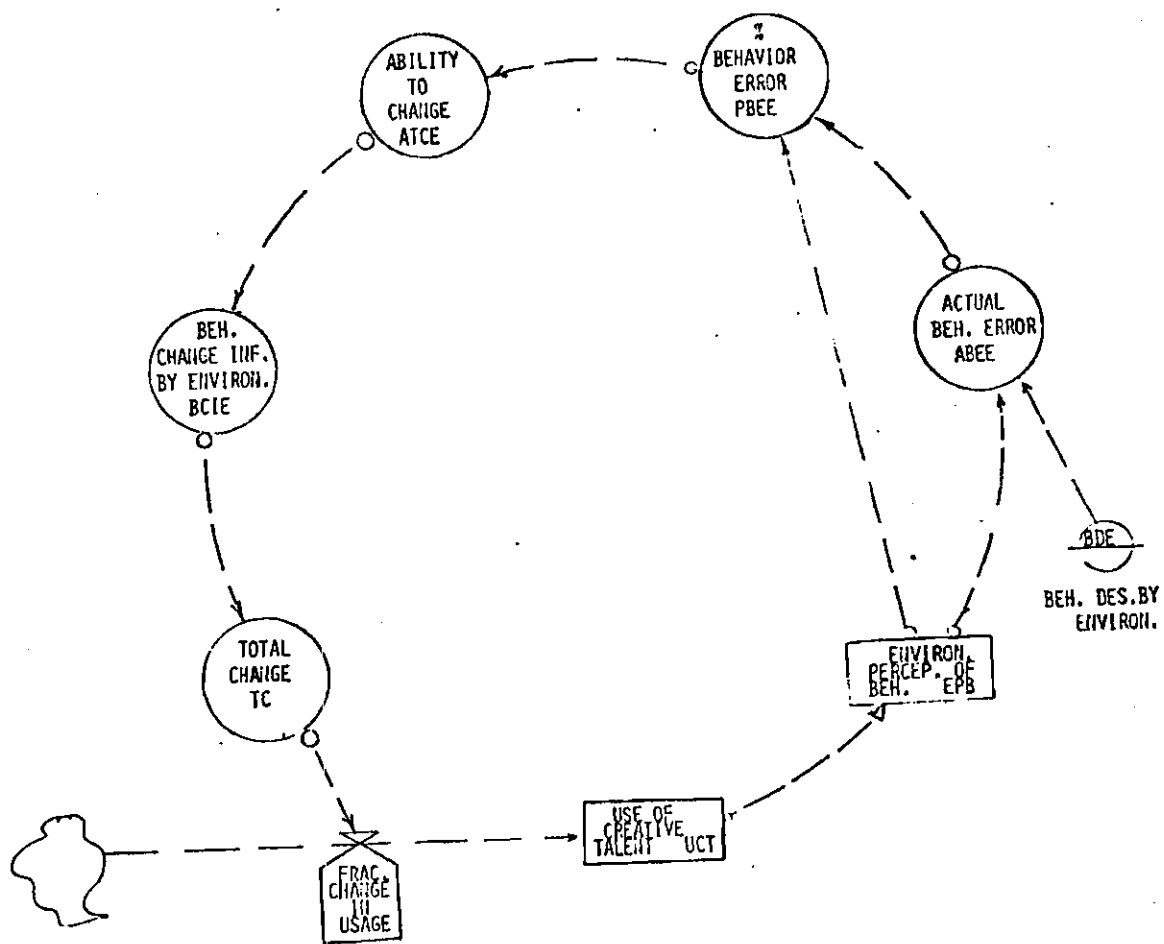 %
BEHAVIOR
ERROR
PBEE
ABILITY
TO
CHANGE
ATCE
ACTUAL
BEH. ERROR
ABEE
BEH.
CHANGE INF.
BY ENVIRON.
BCIE
BDE
BEH. DES.BY
ENVIRON.
TOTAL
CHANGE
TC
ENVIRON.
PERCEP. OF
BEH. EPB
USE OF
CREATIVE
TALENT UCT
FRAC.
CHANGE
IN
USAGE